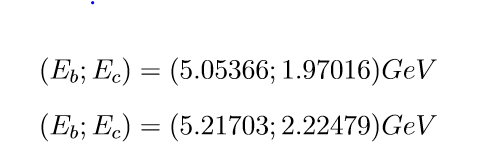 (E_b; E_c) = (5.05366; 1.97016)GeV
(E_b; E_c) = (5.21703; 2.22479)GeV